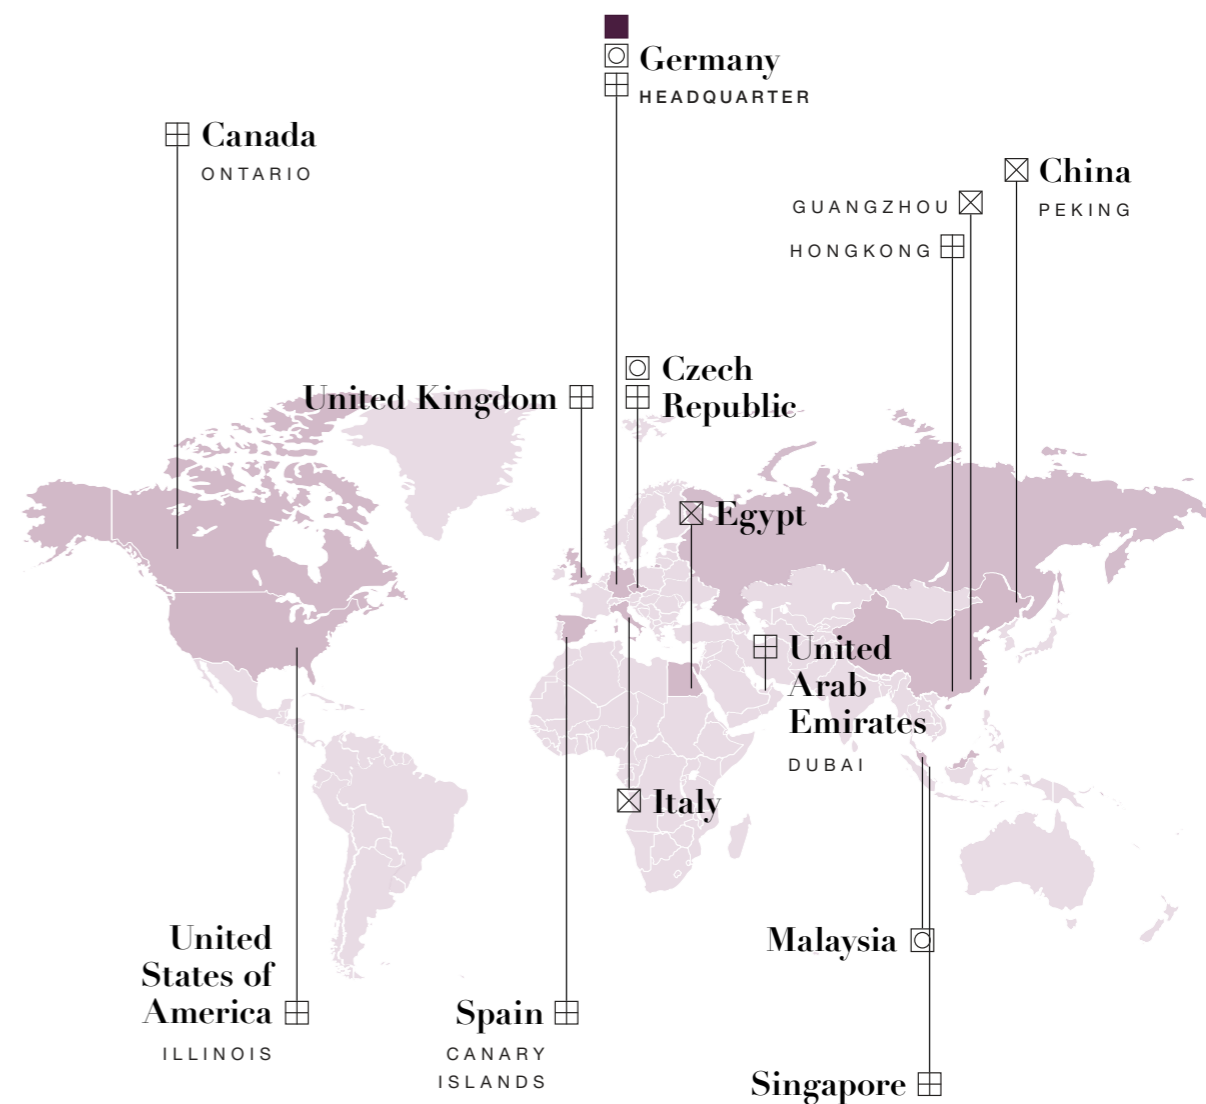 Germany
HEADQUARTER
Canada
ONTARIO
China
PEKING
GUANGZHOU
HONGKONG
Czech
Republic
United Kingdom
Egypt
United
Arab
Emirates
DUBAI
Italy
Malaysia
United
States of
America
ILLINOIS
Spain
CANARY
ISLANDS
Singapore